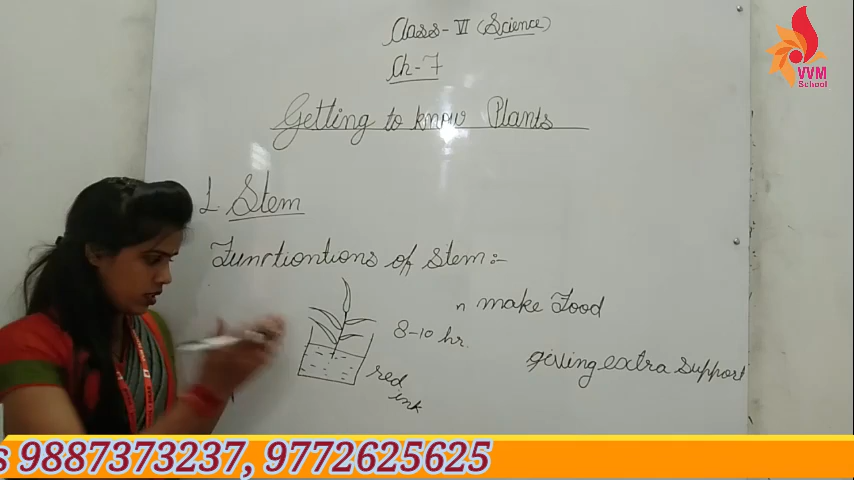 Class - VI (Science)
Ch - 7
Getting to know Plants
1. Stem
Functiontions of stem :-
n make Food
8-10 hr.
giving extra support
red
ink
VVM
School
s 9887373237, 9772625625